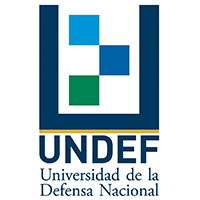 UNDEF
Universidad de la
Defensa Nacional